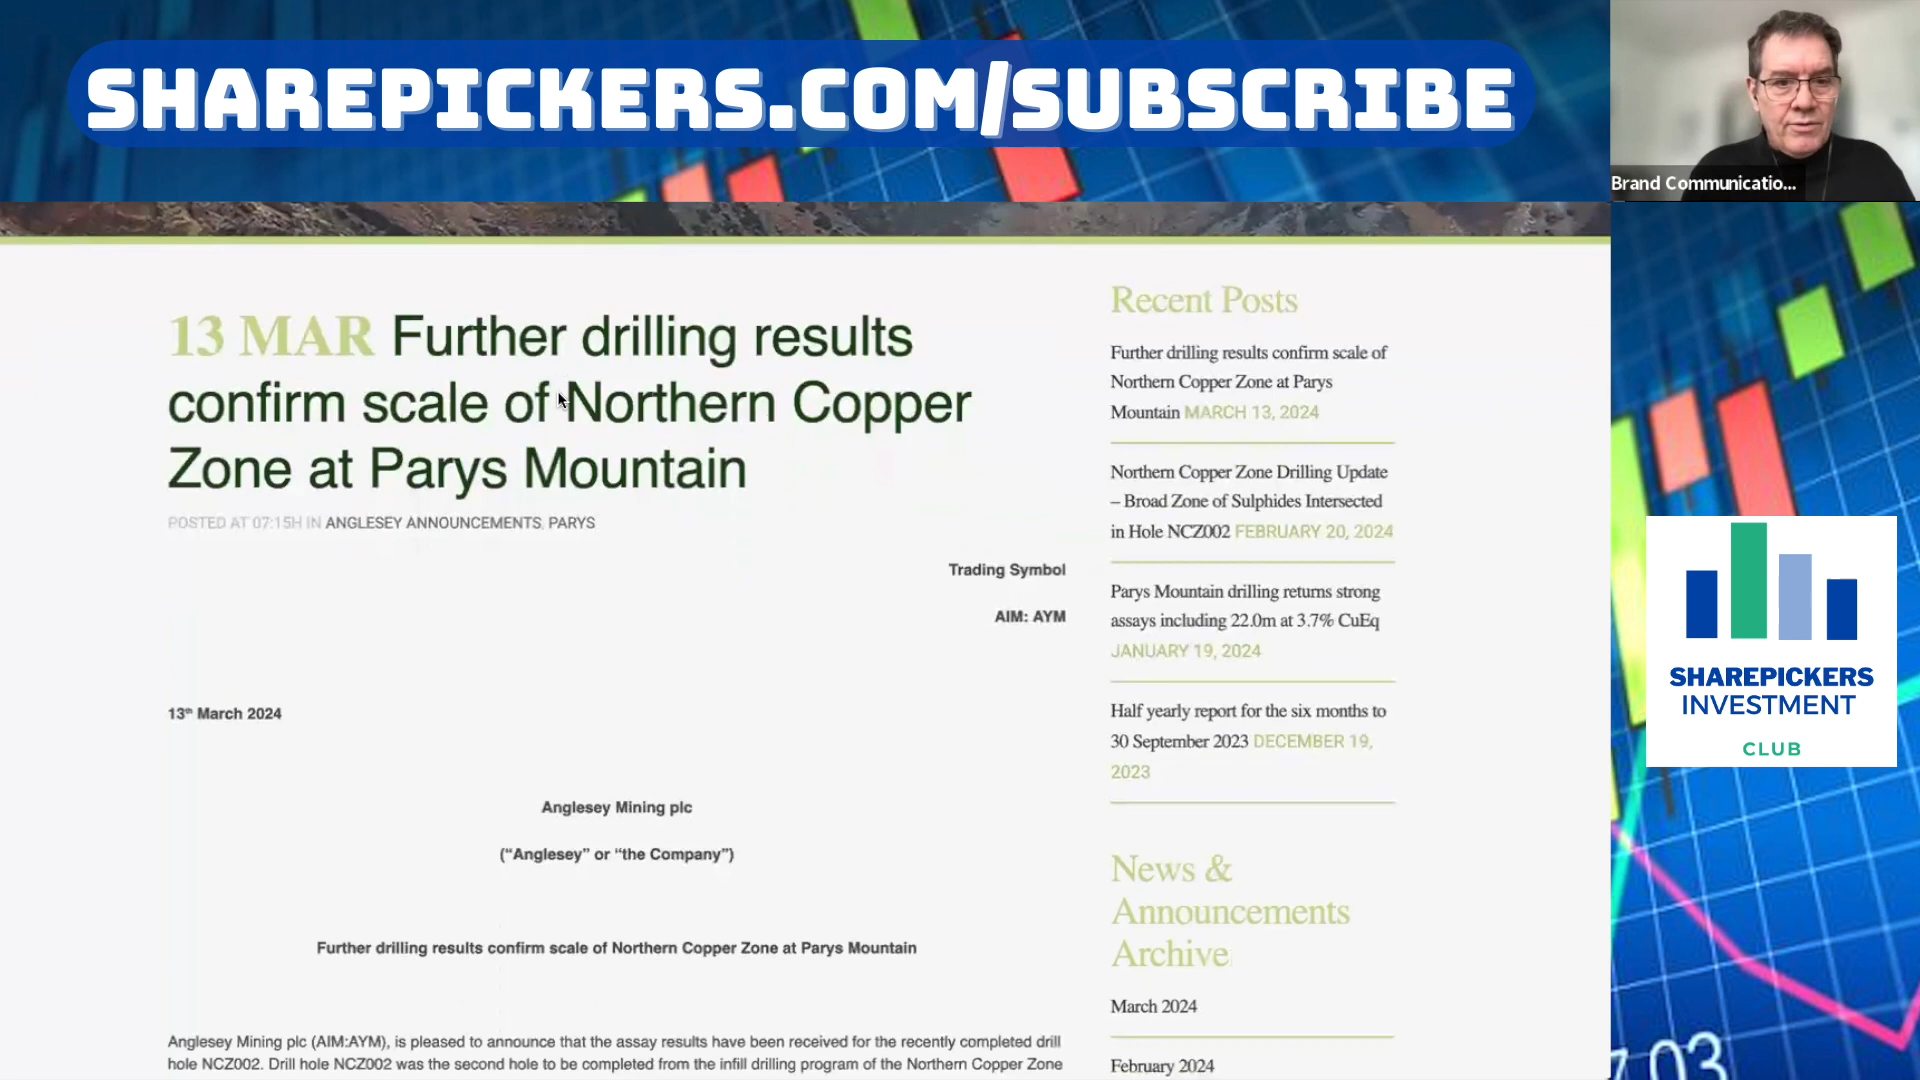 SHAREPICKERS.COM/SUBSCRIBE
Brand Communicatio...
13 MAR Further drilling results
confirm scale of Northern Copper
Zone at Parys Mountain
POSTED AT 07:15H IN ANGLESEY ANNOUNCEMENTS, PARYS
Trading Symbol
AIM: AYM
13th March 2024
Anglesey Mining plc
(“Anglesey” or “the Company”)
Further drilling results confirm scale of Northern Copper Zone at Parys Mountain
Anglesey Mining plc (AIM:AYM), is pleased to announce that the assay results have been received for the recently completed drill
hole NCZ002. Drill hole NCZ002 was the second hole to be completed from the infill drilling program of the Northern Copper Zone
Recent Posts
Further drilling results confirm scale of
Northern Copper Zone at Parys
Mountain MARCH 13, 2024
Northern Copper Zone Drilling Update
– Broad Zone of Sulphides Intersected
in Hole NCZ002 FEBRUARY 20, 2024
Parys Mountain drilling returns strong
assays including 22.0m at 3.7% CuEq
JANUARY 19, 2024
Half yearly report for the six months to
30 September 2023 DECEMBER 19,
2023
News &
Announcements
Archive
March 2024
February 2024
SHAREPICKERS
INVESTMENT
CLUB
7.03